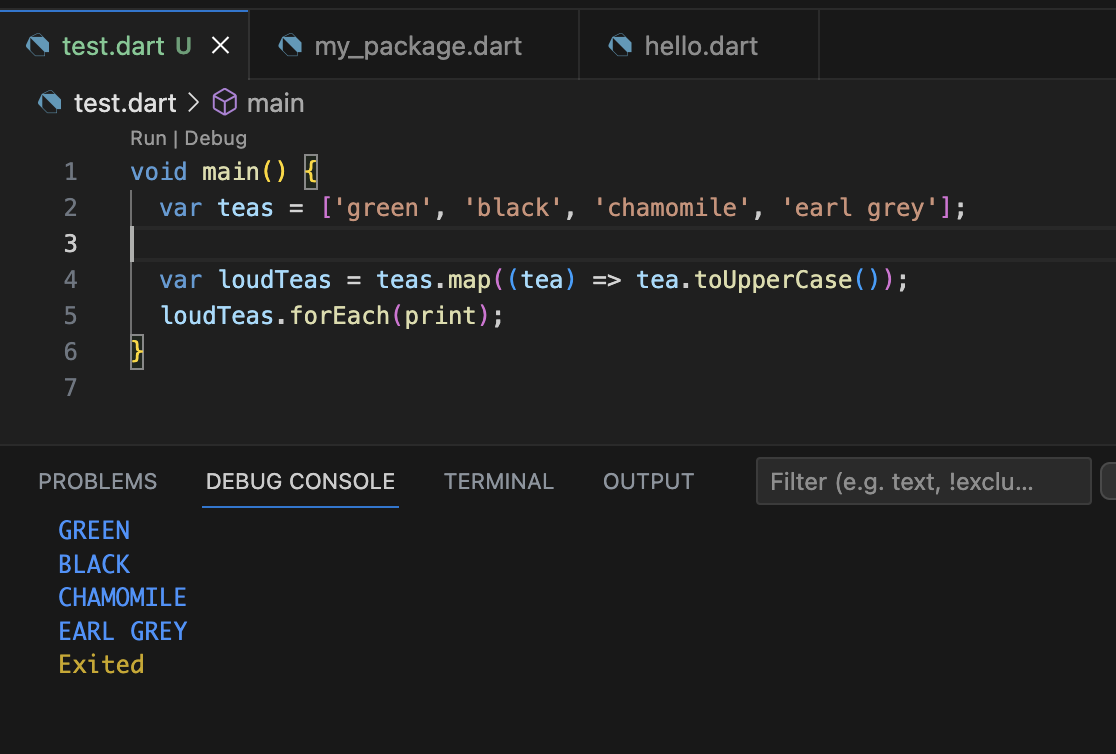 test.dart U my_package.dart hello.dart
test.dart > main
Run | Debug
1 void main() {
2 var teas = ['green', 'black', 'chamomile', 'earl grey'];
3
4 var loudTeas = teas.map((tea) => tea.toUpperCase());
5 loudTeas.forEach(print);
6 }
7
PROBLEMS DEBUG CONSOLE TERMINAL OUTPUT Filter (e.g. text, !exclu...
GREEN
BLACK
CHAMOMILE
EARL GREY
Exited